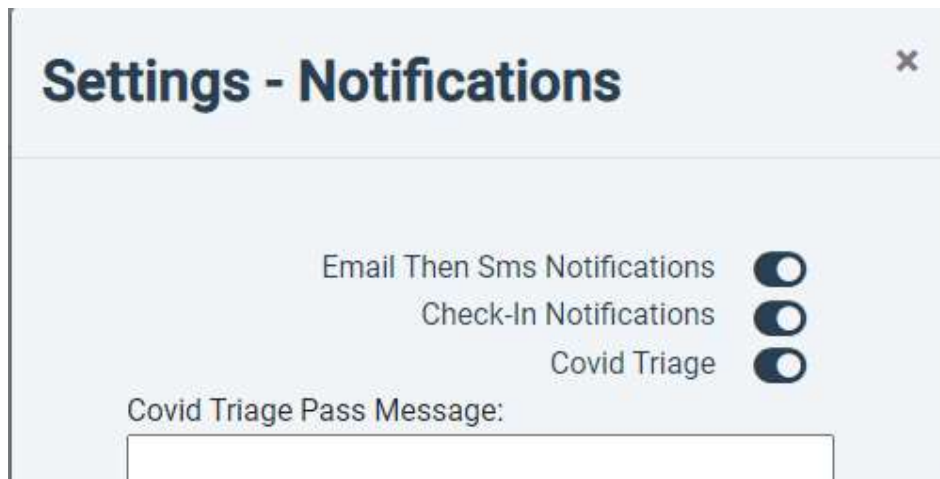 Settings - Notifications
×
Email Then Sms Notifications
Check-In Notifications
Covid Triage
Covid Triage Pass Message: